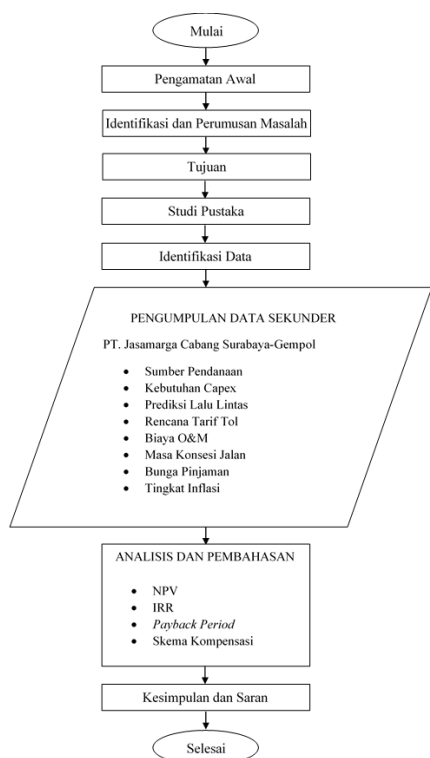 Mulai
Pengamatan Awal
Identifikasi dan Perumusan Masalah
Tujuan
Studi Pustaka
Identifikasi Data
PENGUMPULAN DATA SEKUNDER
PT. Jasamarga Cabang Surabaya-Gempol
• Sumber Pendanaan
• Kebutuhan Capex
• Prediksi Lalu Lintas
• Rencana Tarif Tol
• Biaya O&M
• Masa Konsesi Jalan
• Bunga Pinjaman
• Tingkat Inflasi
ANALISIS DAN PEMBAHASAN
• NPV
• IRR
• Payback Period
• Skema Kompensasi
Kesimpulan dan Saran
Selesai